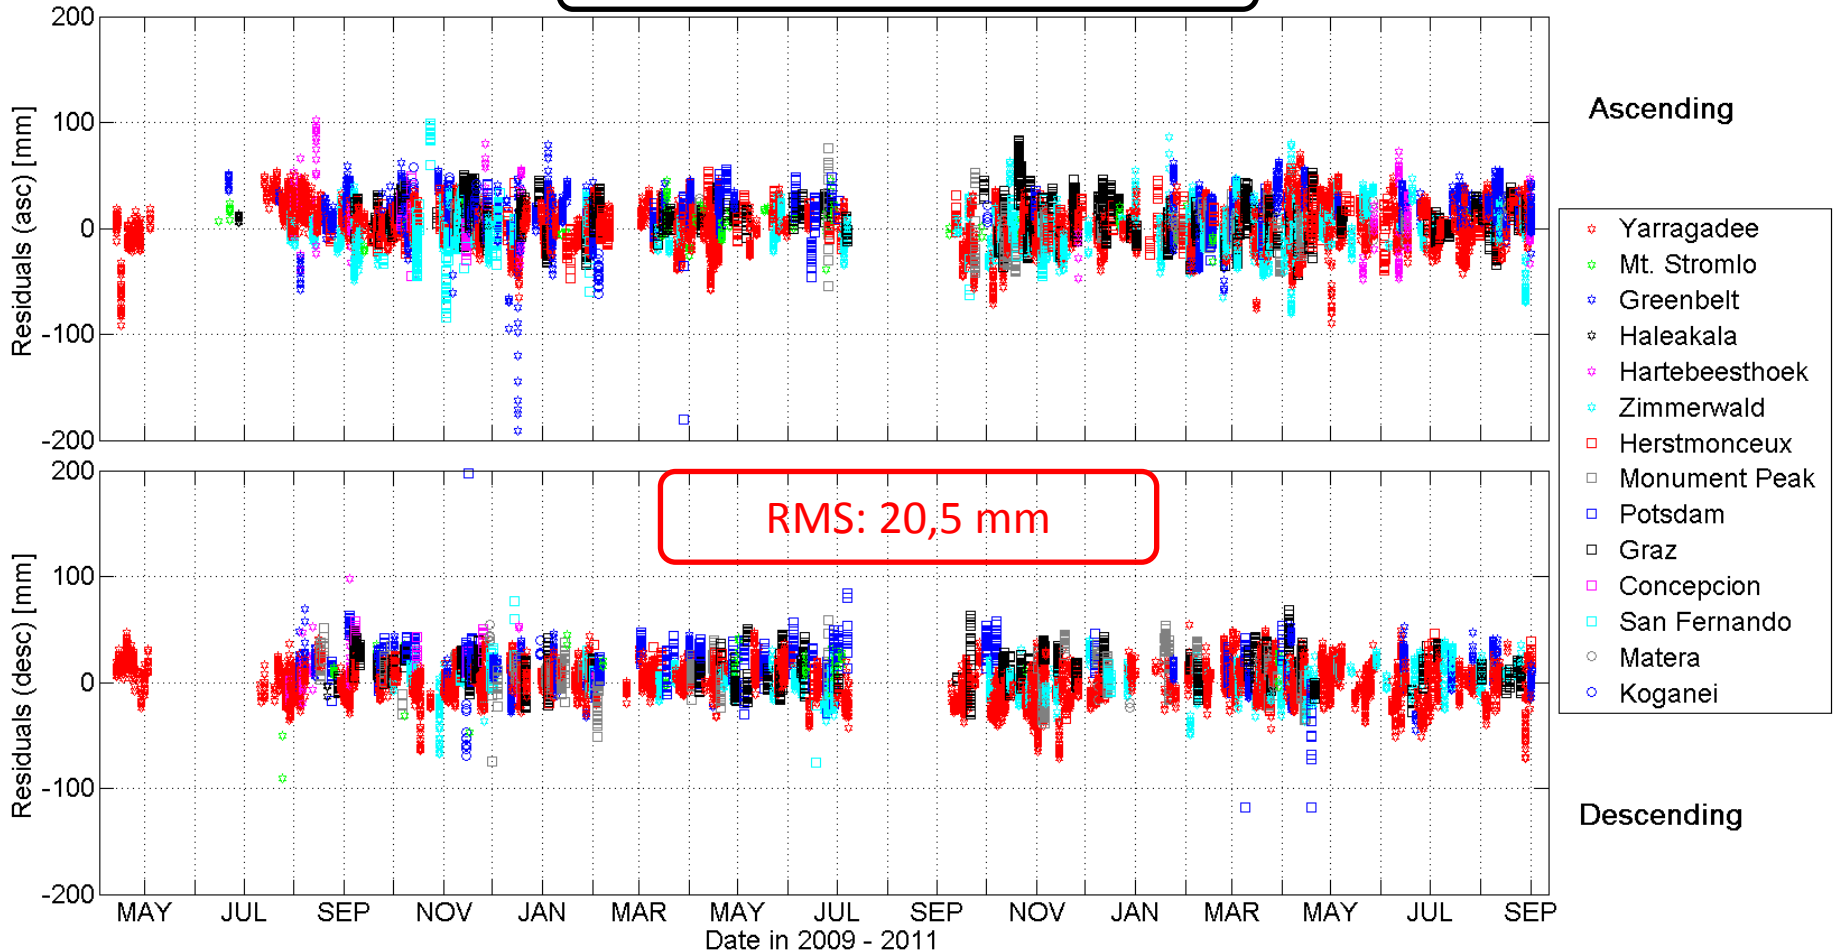 200
100
0
-100
-200
Residuals (asc) [mm]
Ascending
200
100
0
-100
-200
Residuals (desc) [mm]
RMS: 20,5 mm
Yarragadee
Mt. Stromlo
Greenbelt
Haleakala
Hartebeesthoek
Zimmerwald
Herstmonceux
Monument Peak
Potsdam
Graz
Concepcion
San Fernando
Matera
Koganei
Descending
MAY JUL SEP NOV JAN MAR MAY JUL SEP NOV JAN MAR MAY JUL SEP
Date in 2009 - 2011